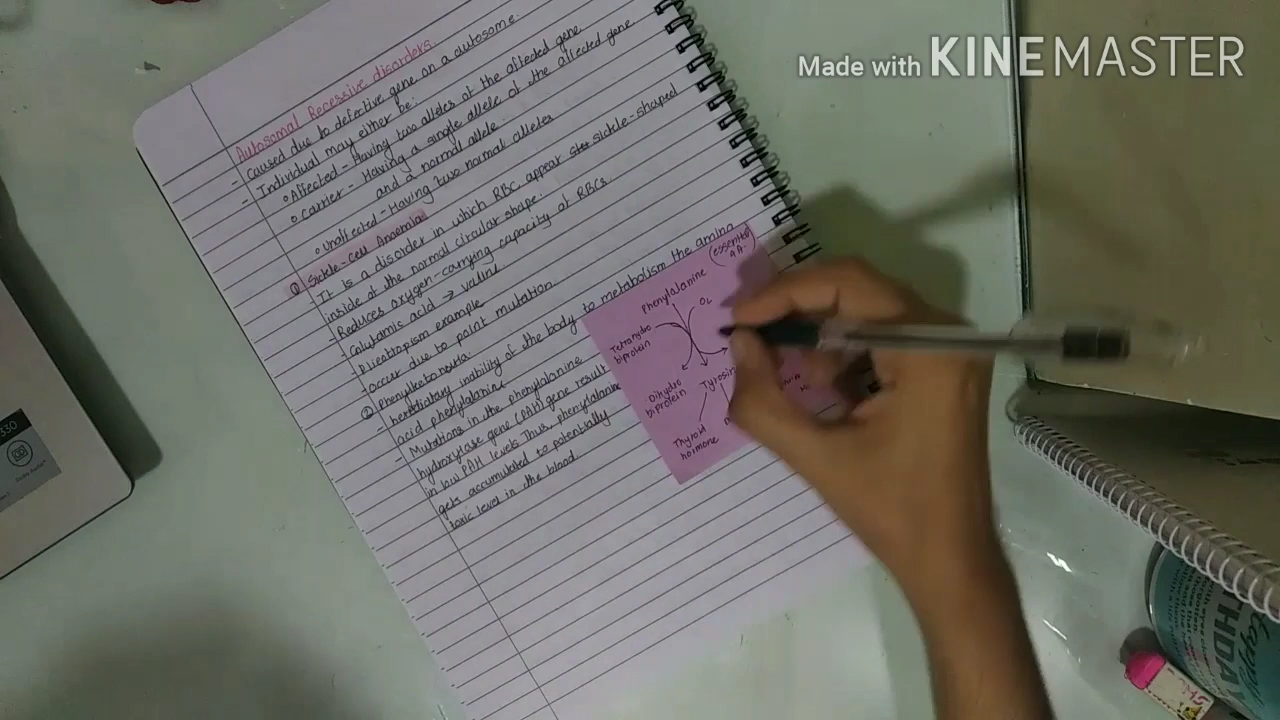 Made with KINEMASTER
Autosomal Recessive disorders
- Caused due to defective gene on a autosome.
- Individual may either be:
o Affected - Having two alleles of the affected gene
o Carrier - Having a single allele of the affected gene
and a normal allele.
o Unaffected - Having two normal alleles
① Sickle-Cell Anaemia
- It is a disorder in which RBC appear sickle-shaped
inside of the normal circular shape.
- Reduces oxygen-carrying capacity of RBCs
- Glutamic acid → valine
- Pleiotropism example
- occur due to point mutation
② Phenylketonuria:
- hereditary inability of the body to metabolism the amino
acid phenylalanine
- Mutations in the phenylalanine
hydroxylase gene (PAH) gene result
in low PAH levels. Thus, phenylalanine
gets accumulated to potentially
toxic level in the blood
(essential
AA-
Phenylalanine
O₂
Tetrahydro
biprotein
Dihydro
biprotein
Tyrosin
Thyroid
hormone